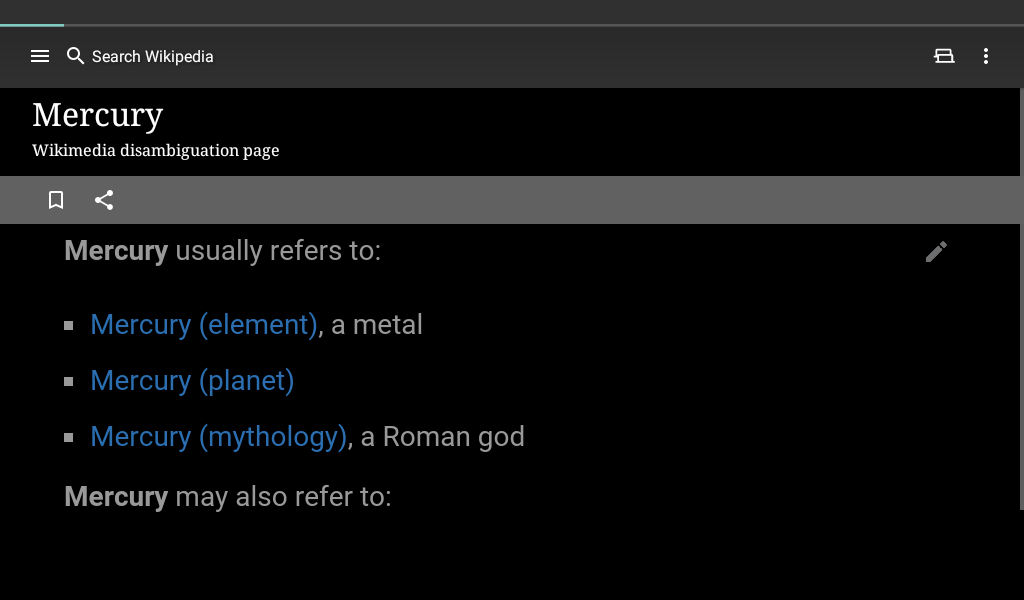 Search Wikipedia
Mercury
Wikimedia disambiguation page
Mercury usually refers to:
Mercury (element), a metal
Mercury (planet)
Mercury (mythology), a Roman god
Mercury may also refer to: